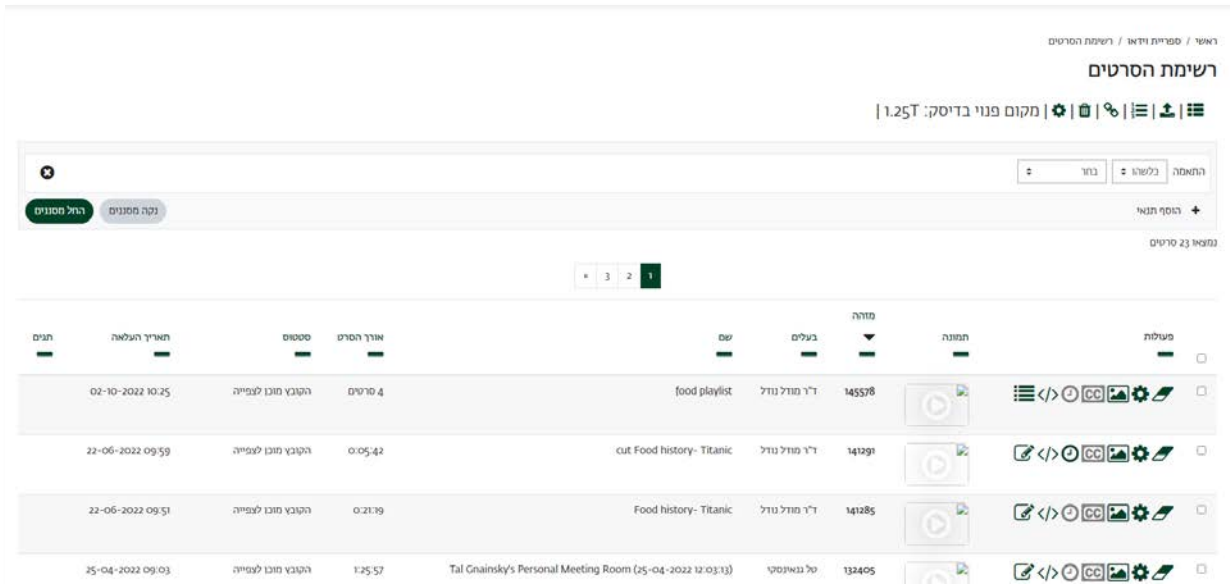 ראשי / ספריית וידאו / רשימת הסרטים
רשימת הסרטים
| מקום פנוי בדיסק: 1.25T |
התאמה כלשהו בחר
+ הוסף תנאי נקה מסננים החל מסננים
נמצאו 23 סרטים
1 2 3 »
פעולות תמונה מזהה בעלים שם אורך הסרט סטטוס תאריך העלאה תגים
CC 145578 ד"ר מודל נודל food playlist 4 סרטים הקובץ מוכן לצפייה 02-10-2022 10:25
CC 141291 ד"ר מודל נודל cut Food history- Titanic 0:05:42 הקובץ מוכן לצפייה 22-06-2022 09:59
CC 141285 ד"ר מודל נודל Food history- Titanic 0:21:19 הקובץ מוכן לצפייה 22-06-2022 09:51
CC 132405 טל גנאינסקי Tal Gnainsky's Personal Meeting Room (25-04-2022 12:03:13) 1:25:57 הקובץ מוכן לצפייה 25-04-2022 09:03